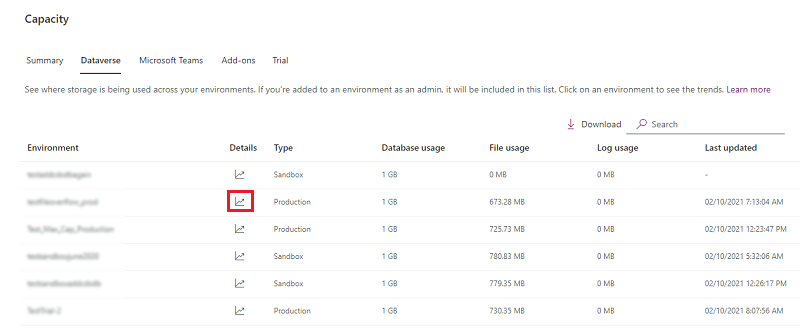 Capacity
Summary Dataverse Microsoft Teams Add-ons Trial
See where storage is being used across your environments. If you're added to an environment as an admin, it will be included in this list. Click on an environment to see the trends. Learn more
Download Search
Environment Details Type Database usage File usage Log usage Last updated
Sandbox 1 GB 0 MB 0 MB -
Production 1 GB 673.28 MB 0 MB 02/10/2021 7:13:04 AM
Production 1 GB 725.73 MB 0 MB 02/10/2021 12:23:47 PM
Sandbox 1 GB 780.83 MB 0 MB 02/10/2021 5:32:06 AM
Sandbox 1 GB 779.35 MB 0 MB 02/10/2021 12:26:17 PM
Production 1 GB 730.35 MB 0 MB 02/10/2021 8:07:56 AM